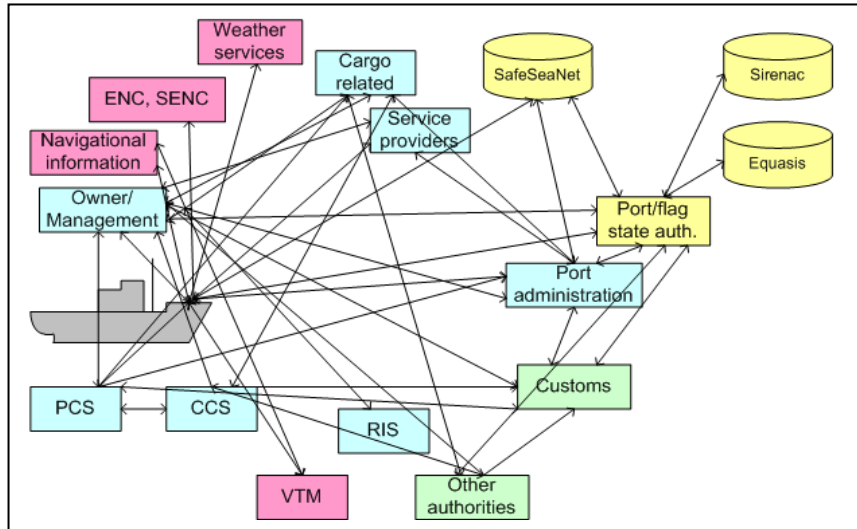 Weather
services
Cargo
related
SafeSeaNet
Sirenac
ENC, SENC
Service
providers
Navigational
information
Equasis
Owner/
Management
Port/flag
state auth.
Port
administration
PCS
CCS
RIS
Customs
VTM
Other
authorities